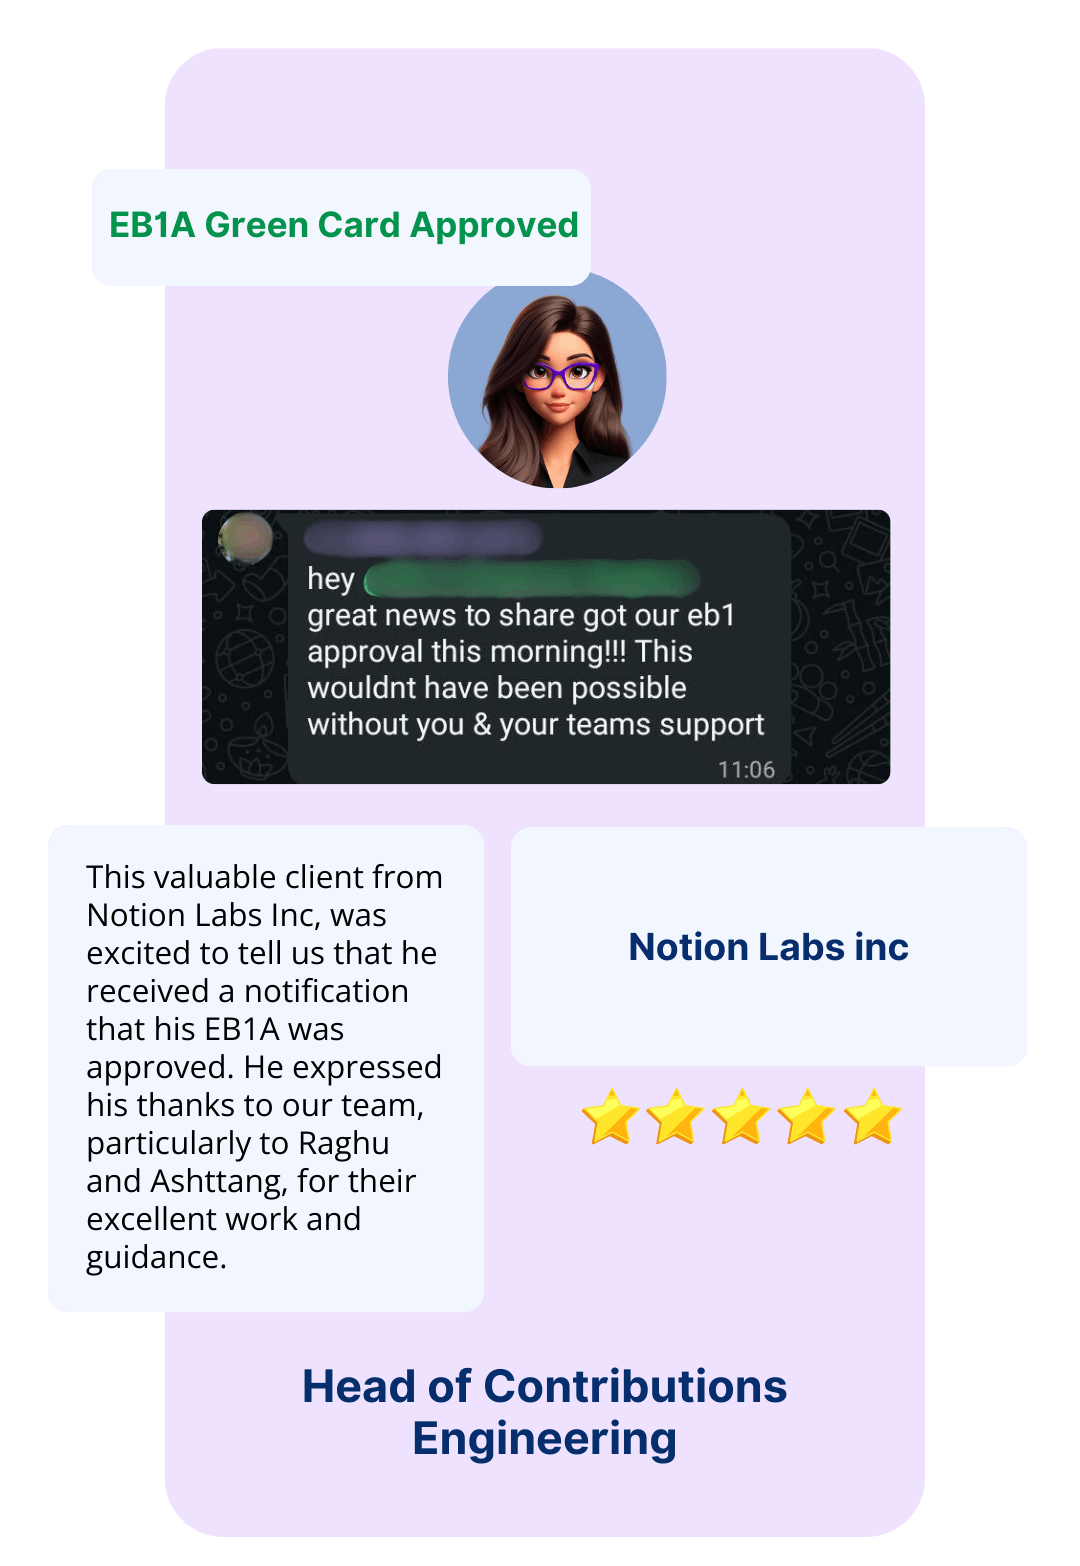 EB1A Green Card Approved
hey
great news to share got our eb1
approval this morning!!! This
wouldnt have been possible
without you & your teams support
11:06
This valuable client from
Notion Labs Inc, was
excited to tell us that he
received a notification
that his EB1A was
approved. He expressed
his thanks to our team,
particularly to Raghu
and Ashttang, for their
excellent work and
guidance.
Notion Labs inc
Head of Contributions
Engineering